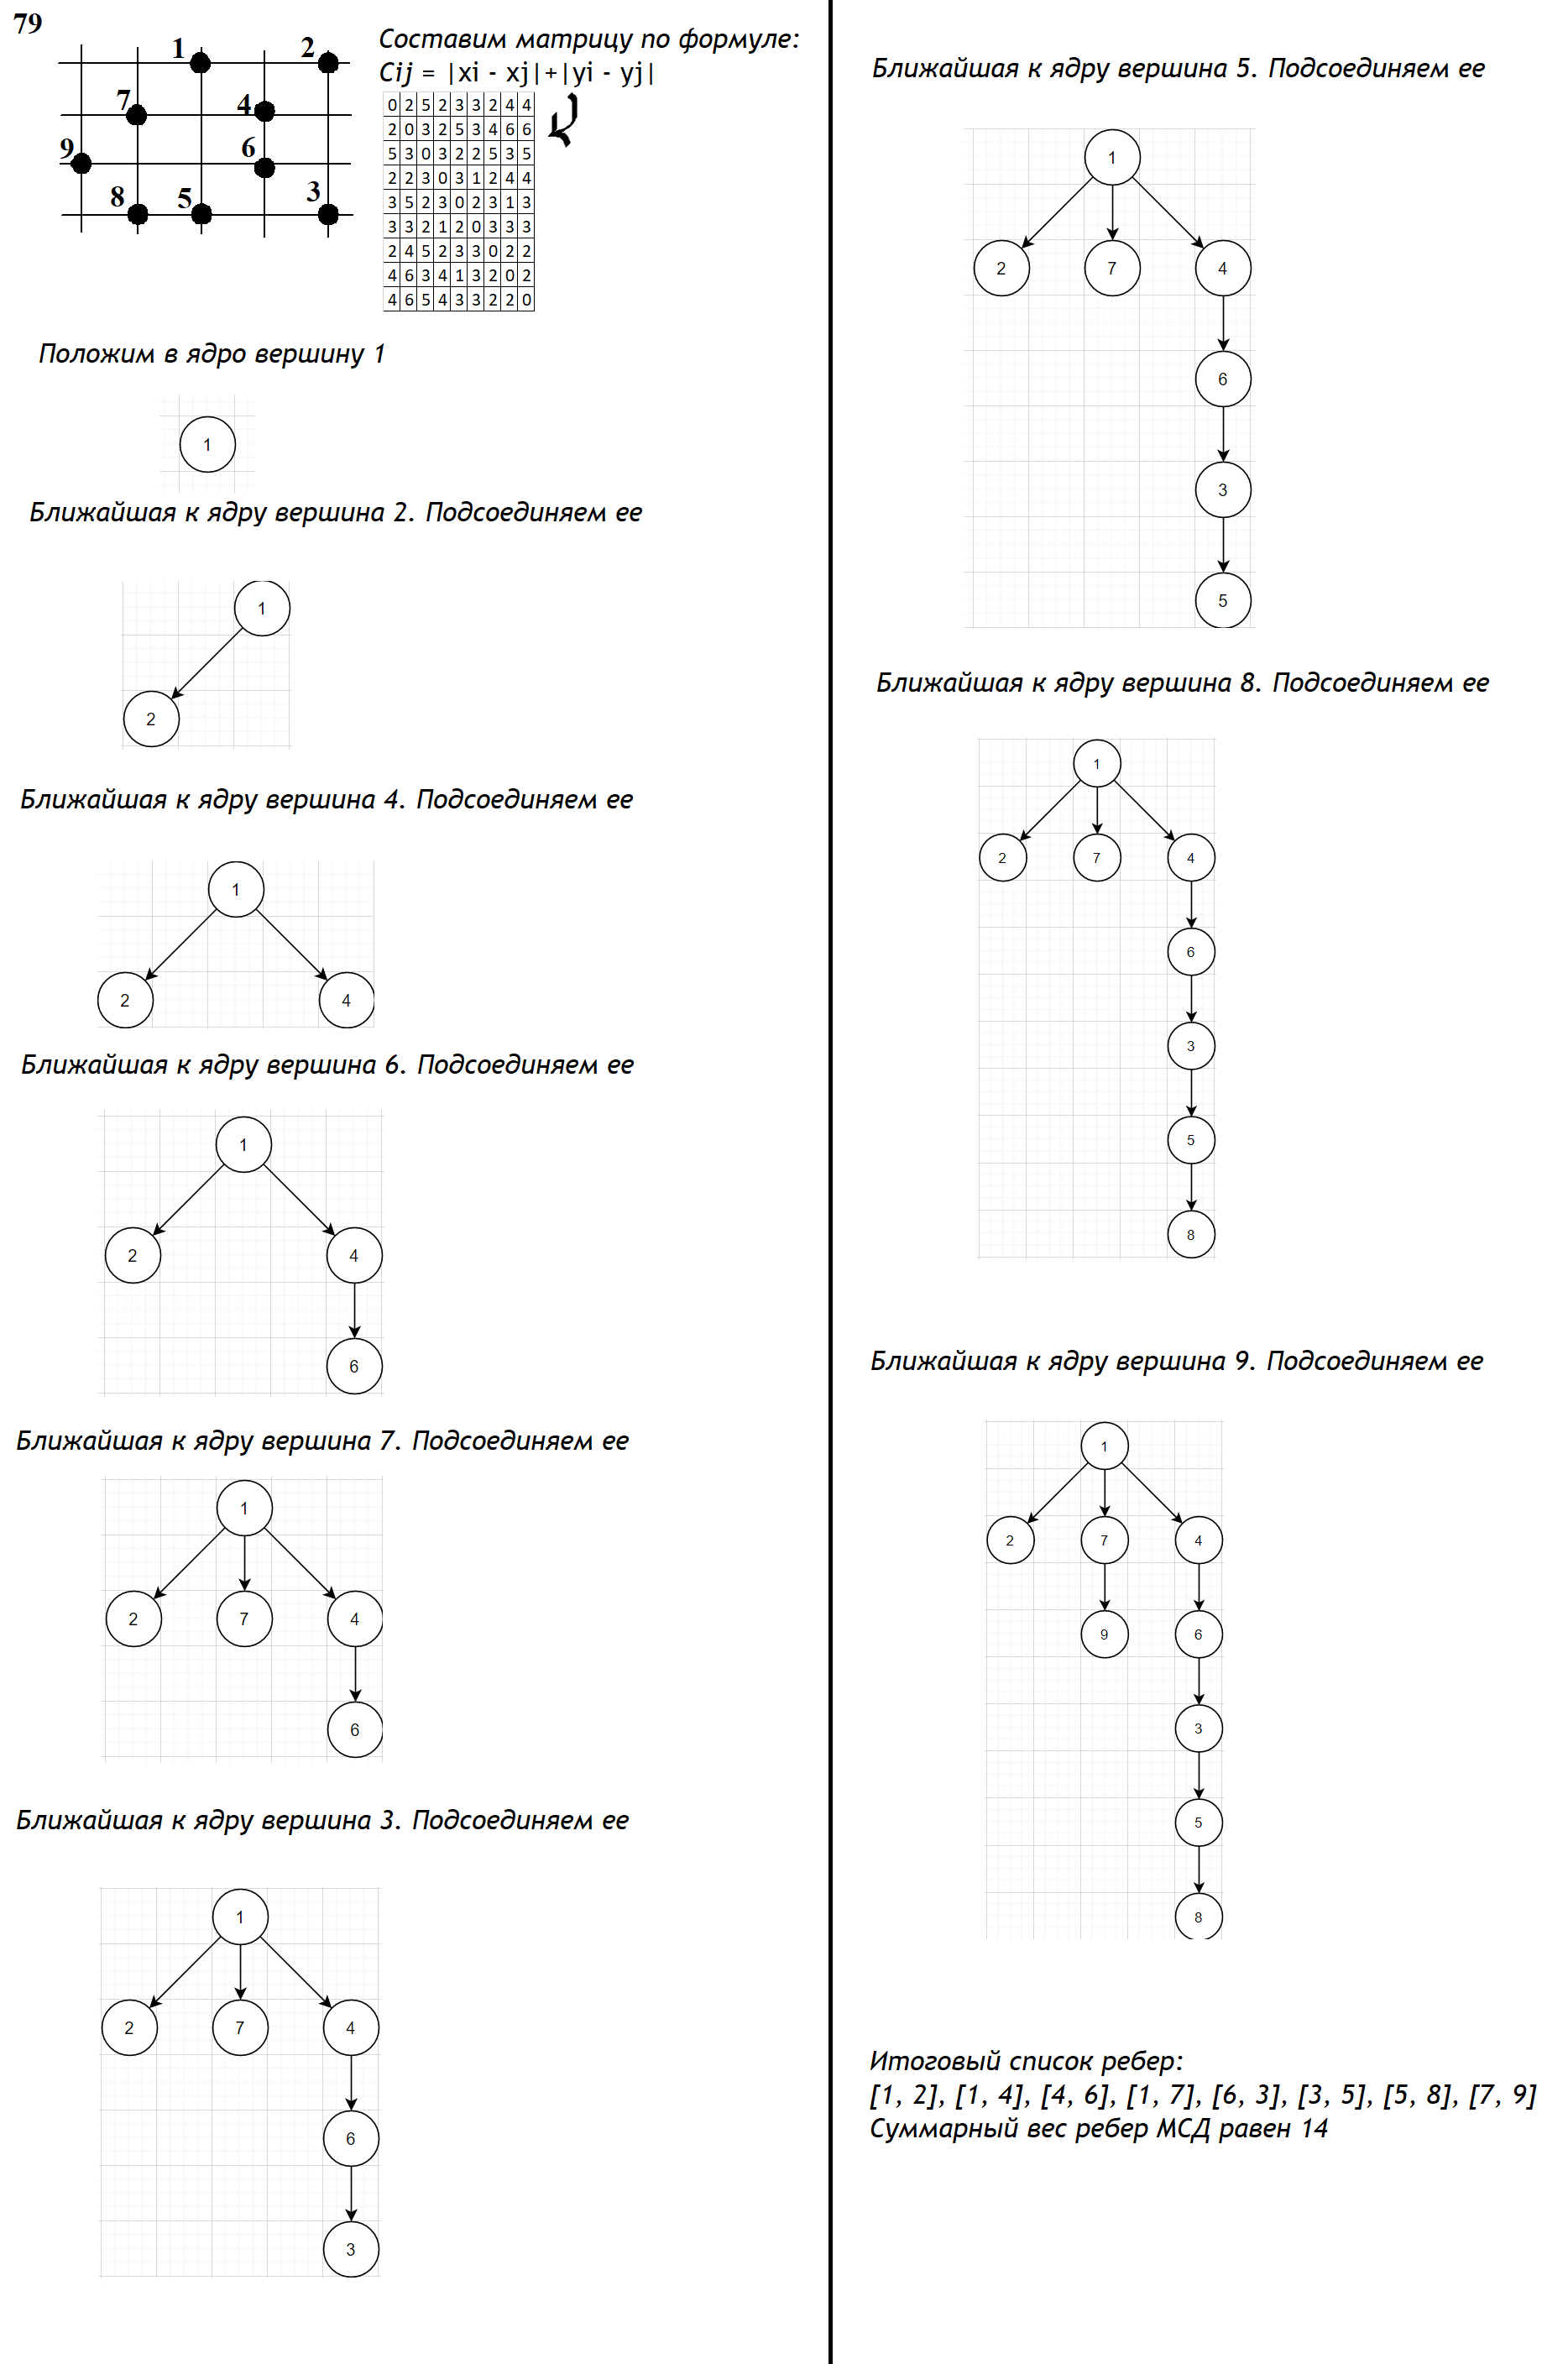 79
1 2
7 4
9 6
8 5 3
Составим матрицу по формуле:
Cij = |xi - xj|+|yi - yj|
0 2 5 2 3 3 2 4 4
2 0 3 2 5 3 4 6 6
5 3 0 3 2 2 5 3 5
2 2 3 0 3 1 2 4 4
3 5 2 3 0 2 3 1 3
3 3 2 1 2 0 3 3 3
2 4 5 2 3 3 0 2 2
4 6 3 4 1 3 2 0 2
4 6 5 4 3 3 2 2 0
Положим в ядро вершину 1
1
Ближайшая к ядру вершина 2. Подсоединяем ее
1
2
Ближайшая к ядру вершина 4. Подсоединяем ее
1
2 4
Ближайшая к ядру вершина 6. Подсоединяем ее
1
2 4
6
Ближайшая к ядру вершина 7. Подсоединяем ее
1
2 7 4
6
Ближайшая к ядру вершина 3. Подсоединяем ее
1
2 7 4
6
3
Ближайшая к ядру вершина 5. Подсоединяем ее
1
2 7 4
6
3
5
Ближайшая к ядру вершина 8. Подсоединяем ее
1
2 7 4
6
3
5
8
Ближайшая к ядру вершина 9. Подсоединяем ее
1
2 7 4
9 6
3
5
8
Итоговый список ребер:
[1, 2], [1, 4], [4, 6], [1, 7], [6, 3], [3, 5], [5, 8], [7, 9]
Суммарный вес ребер МСД равен 14